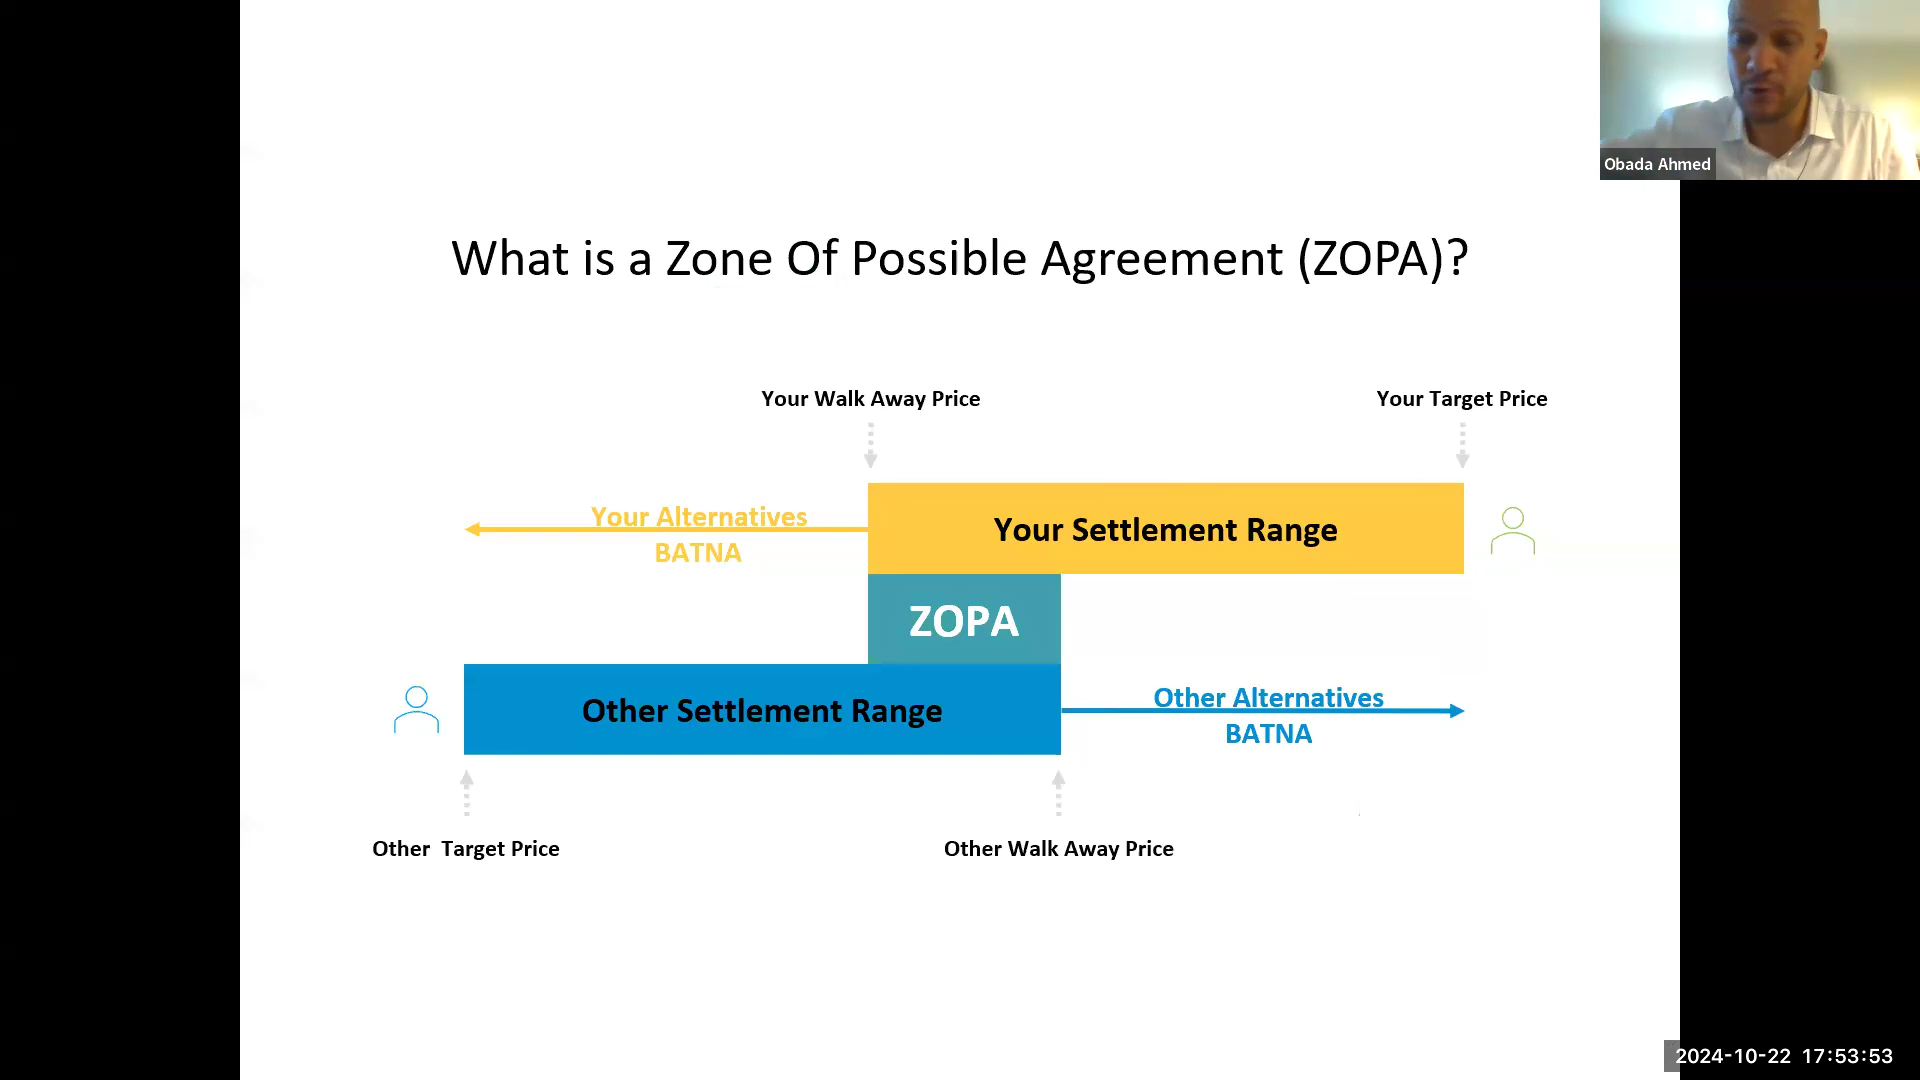 Obada Ahmed
What is a Zone Of Possible Agreement (ZOPA)?
Your Walk Away Price
Your Target Price
Your Alternatives
BATNA
Your Settlement Range
ZOPA
Other Settlement Range
Other Alternatives
BATNA
Other Target Price
Other Walk Away Price
2024-10-22 17:53:53